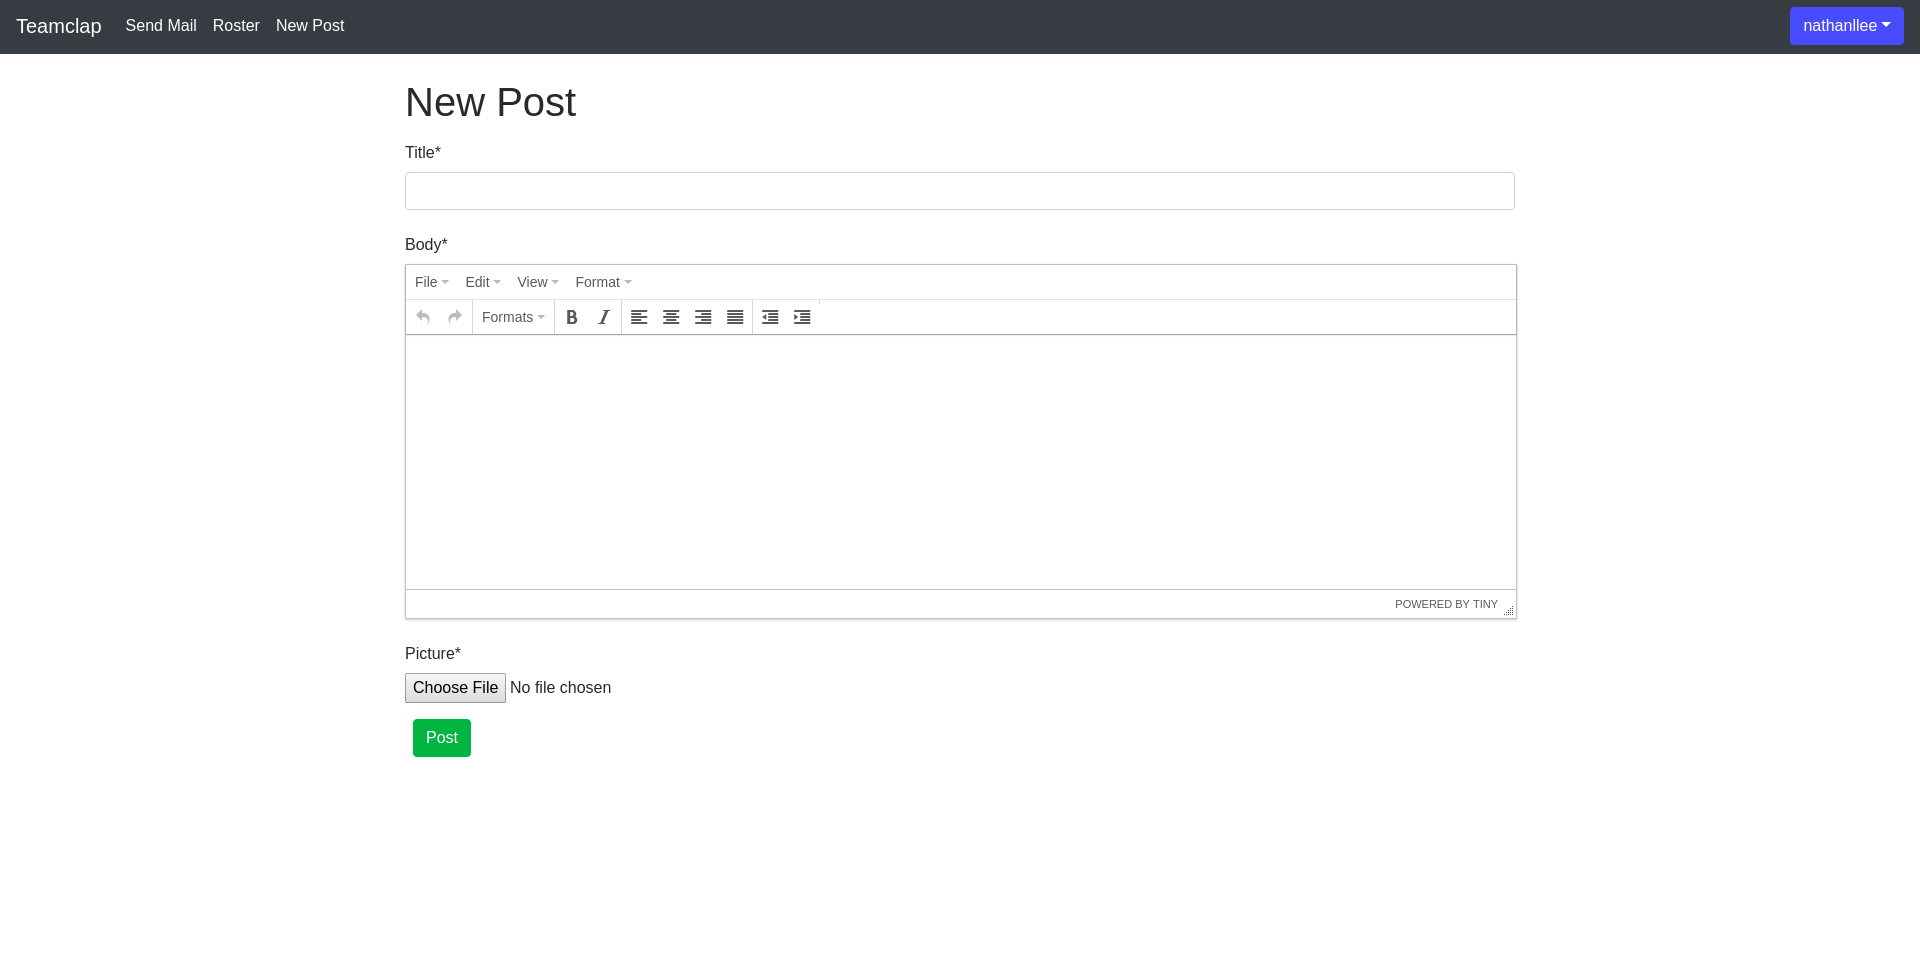 Teamclap Send Mail Roster New Post nathanllee
New Post
Title*
Body*
File Edit View Format
Formats B I
POWERED BY TINY
Picture*
Choose File No file chosen
Post